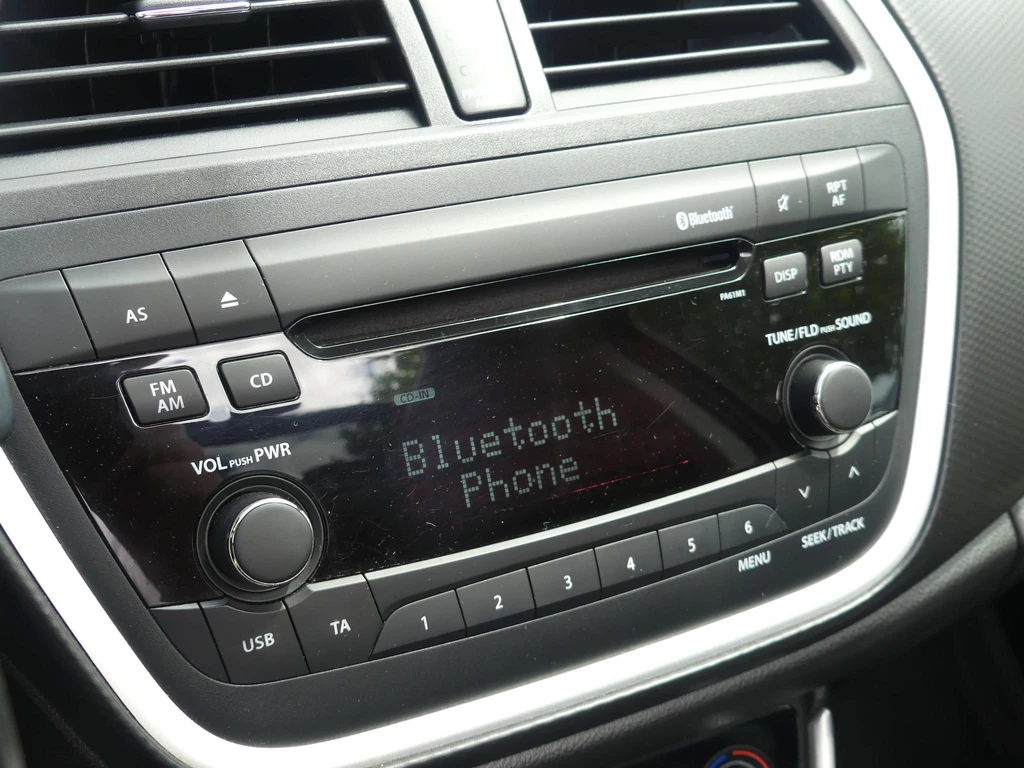 Bluetooth
RPT
AF
AS
DISP
RDM
PTY
PA61M1
FM
AM
CD
TUNE/FLD PUSH SOUND
CD-IN
VOL PUSH PWR
Bluetooth
Phone
USB
TA
1
2
3
4
5
6
MENU
SEEK/TRACK